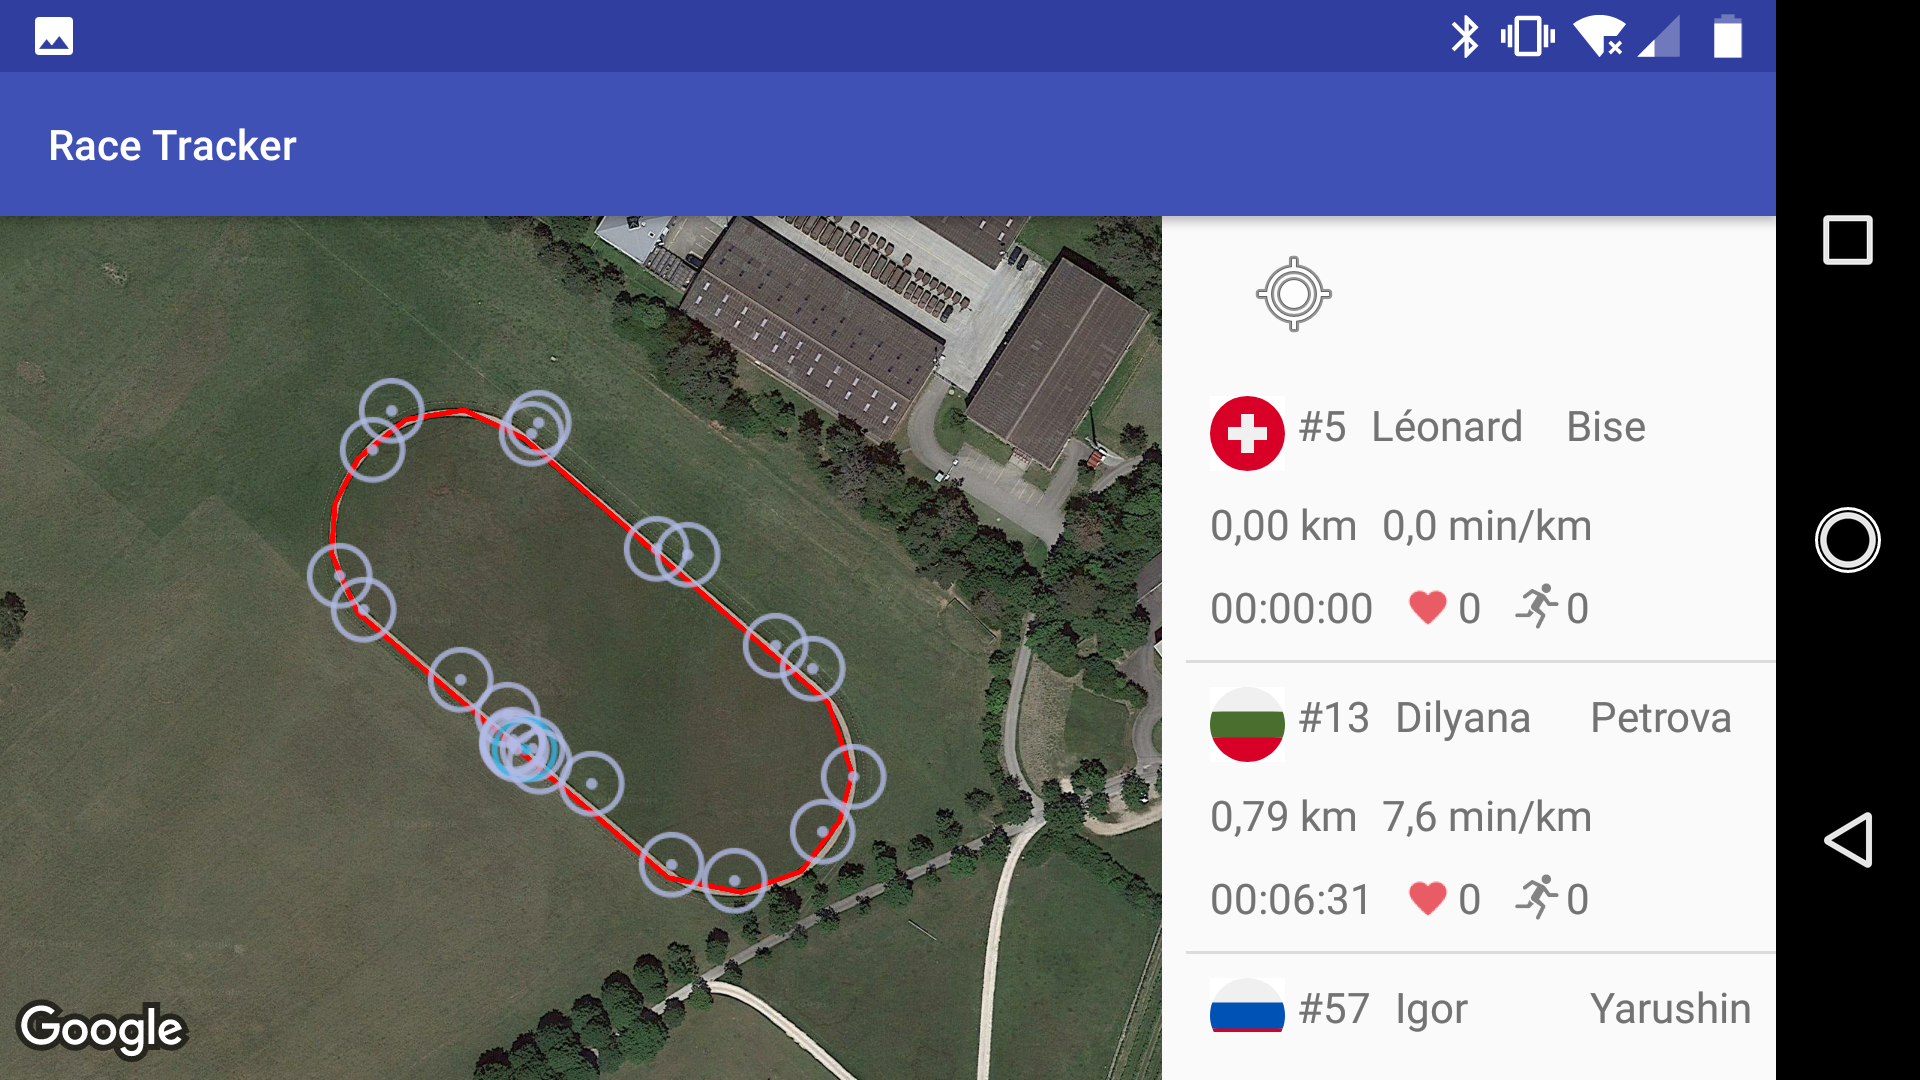 Race Tracker
#5 Léonard Bise
0,00 km 0,0 min/km
00:00:00 0 0
#13 Dilyana Petrova
0,79 km 7,6 min/km
00:06:31 0 0
#57 Igor Yarushin
Google